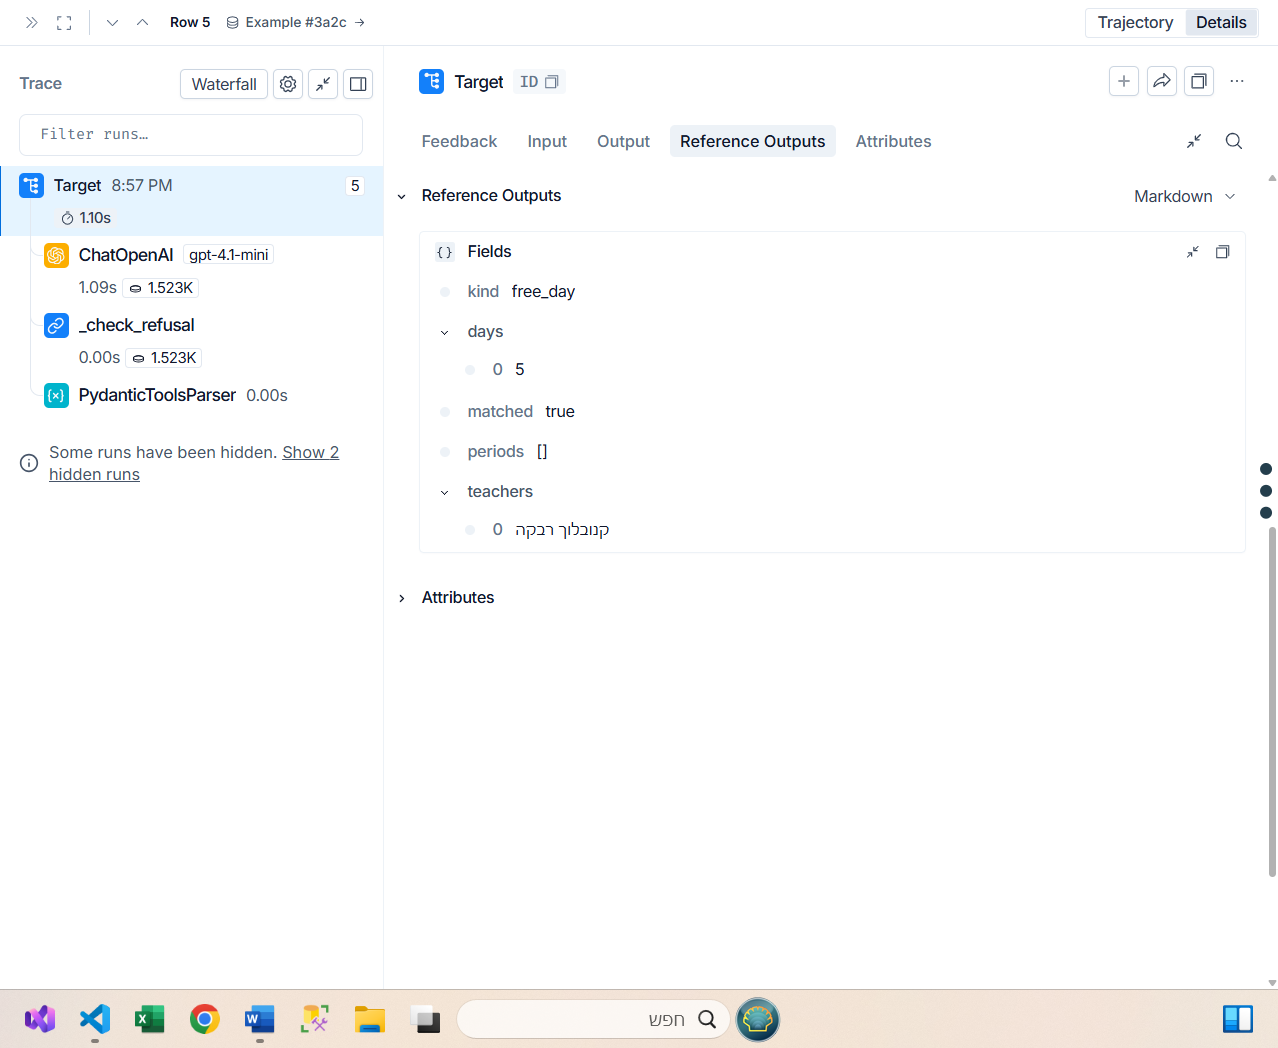 Row 5 Example #3a2c →
Trajectory Details
Trace
Waterfall
Filter runs…
Target 8:57 PM 5
1.10s
ChatOpenAI gpt-4.1-mini
1.09s 1.523K
_check_refusal
0.00s 1.523K
PydanticToolsParser 0.00s
Some runs have been hidden. Show 2
hidden runs
Target ID
Feedback Input Output Reference Outputs Attributes
Reference Outputs
Markdown
{} Fields
kind free_day
days
0 5
matched true
periods []
teachers
0 קנובלוך רבקה
Attributes
חפש